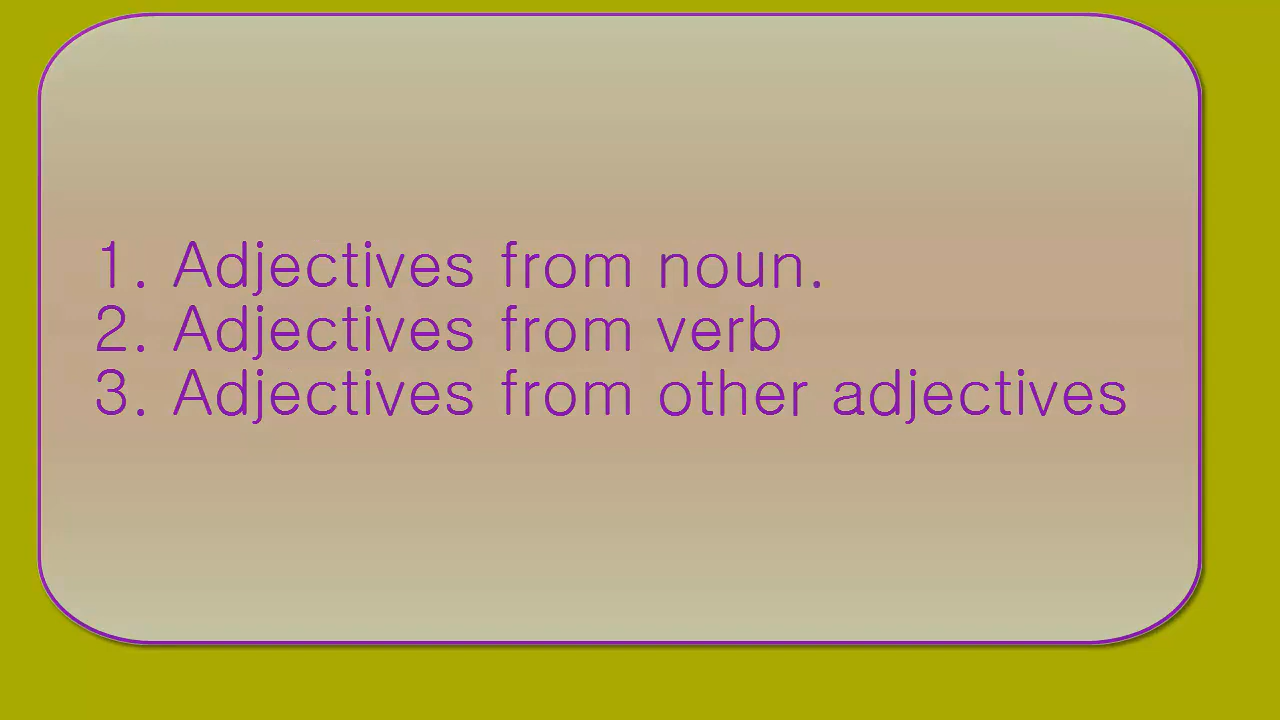 1. Adjectives from noun.
2. Adjectives from verb
3. Adjectives from other adjectives